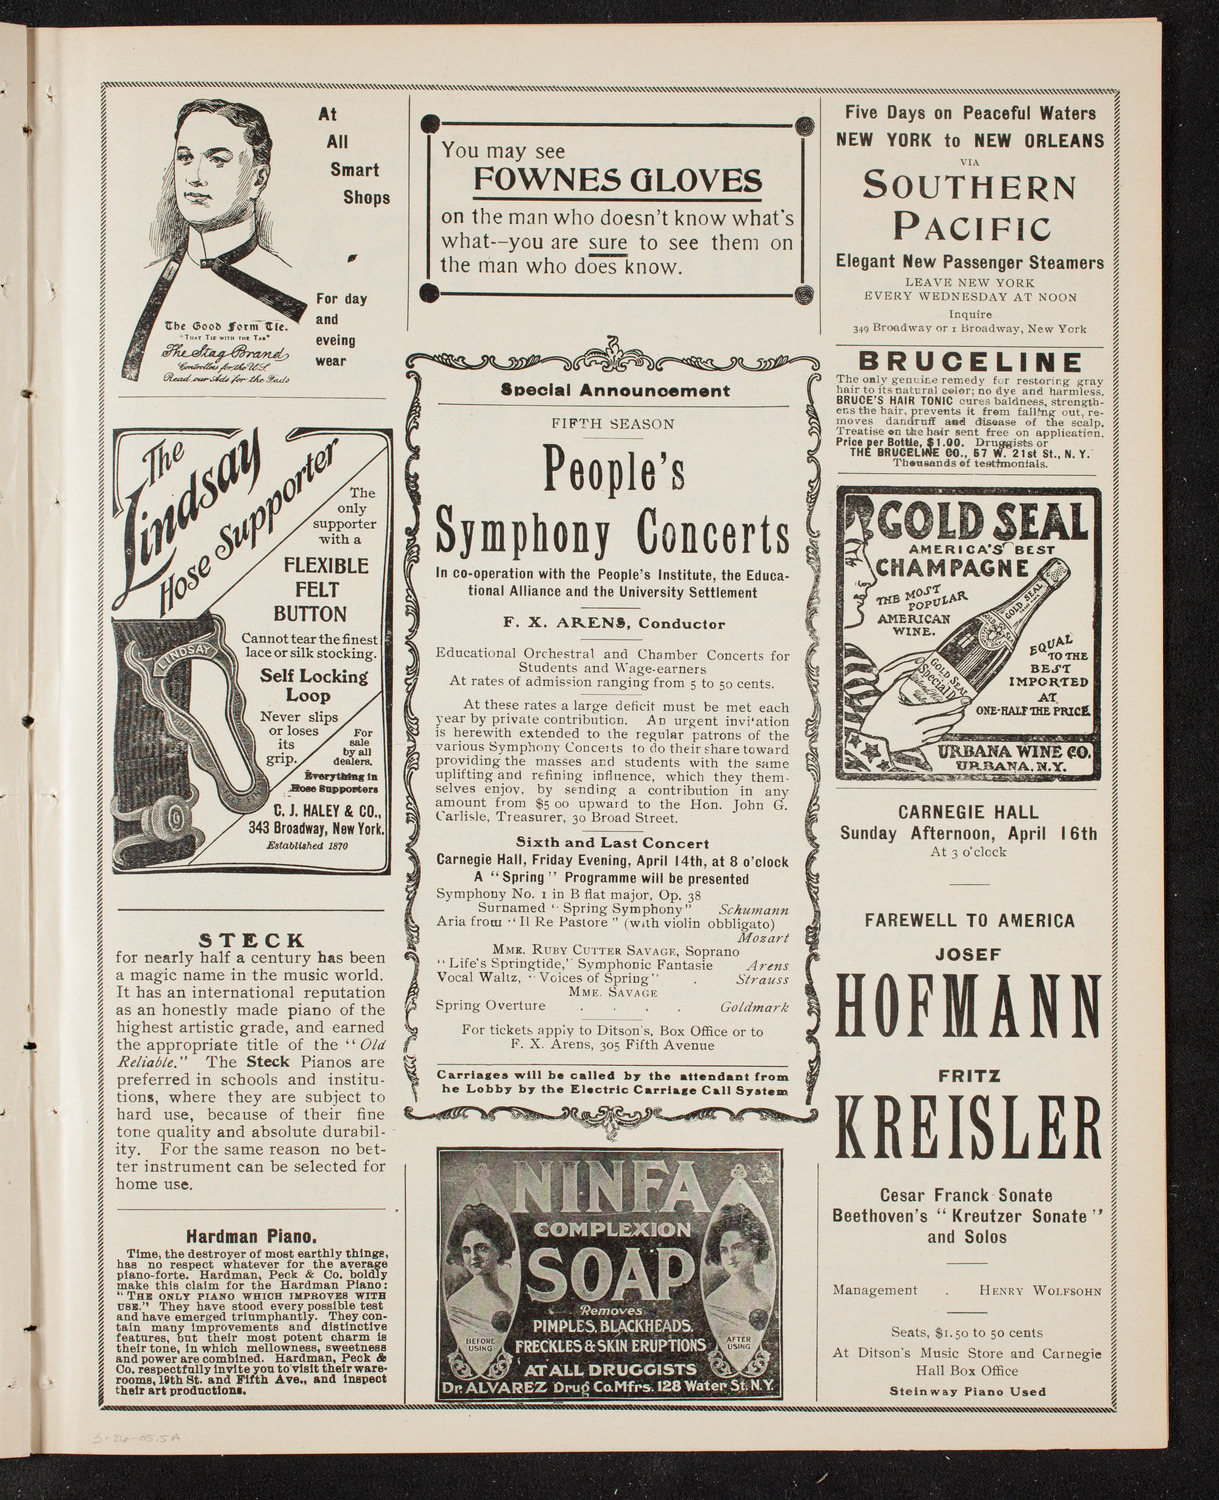 At
All
Smart
Shops
For day
and
eveing
wear
The Good Form Tie.
"THAT TIE WITH THE TAB"
The Stag Brand
Controllers for the U.S.
Read our Ads for the Fads
The
Lindsay
Hose Supporter
The
only
supporter
with a
FLEXIBLE
FELT
BUTTON
Cannot tear the finest
lace or silk stocking.
Self Locking
Loop
Never slips
or loses
its
grip.
For
sale
by all
dealers.
Everything in
Hose Supporters
C. J. HALEY & CO.,
343 Broadway, New York.
Established 1870
LINDSAY
STECK
for nearly half a century has been
a magic name in the music world.
It has an international reputation
as an honestly made piano of the
highest artistic grade, and earned
the appropriate title of the "Old
Reliable." The Steck Pianos are
preferred in schools and institu-
tions, where they are subject to
hard use, because of their fine
tone quality and absolute durabil-
ity. For the same reason no bet-
ter instrument can be selected for
home use.
Hardman Piano.
Time, the destroyer of most earthly things,
has no respect whatever for the average
piano-forte. Hardman, Peck & Co. boldly
make this claim for the Hardman Piano:
"THE ONLY PIANO WHICH IMPROVES WITH
USE." They have stood every possible test
and have emerged triumphantly. They con-
tain many improvements and distinctive
features, but their most potent charm is
their tone, in which mellowness, sweetness
and power are combined. Hardman, Peck &
Co. respectfully invite you to visit their ware-
rooms, 19th St. and Fifth Ave., and inspect
their art productions.
You may see
FOWNES GLOVES
on the man who doesn't know what's
what--you are sure to see them on
the man who does know.
Special Announcement
FIFTH SEASON
People's
Symphony Concerts
In co-operation with the People's Institute, the Educa-
tional Alliance and the University Settlement
F. X. ARENS, Conductor
Educational Orchestral and Chamber Concerts for
Students and Wage-earners
At rates of admission ranging from 5 to 50 cents.
At these rates a large deficit must be met each
year by private contribution. An urgent invitation
is herewith extended to the regular patrons of the
various Symphony Concerts to do their share toward
providing the masses and students with the same
uplifting and refining influence, which they them-
selves enjoy, by sending a contribution in any
amount from $5 00 upward to the Hon. John G.
Carlisle, Treasurer, 30 Broad Street.
Sixth and Last Concert
Carnegie Hall, Friday Evening, April 14th, at 8 o'clock
A "Spring" Programme will be presented
Symphony No. 1 in B flat major, Op. 38
Surnamed "Spring Symphony" Schumann
Aria from "Il Re Pastore" (with violin obbligato)
Mozart
MME. RUBY CUTTER SAVAGE, Soprano
"Life's Springtide," Symphonic Fantasie Arens
Vocal Waltz, "Voices of Spring" . Strauss
MME. SAVAGE
Spring Overture . . . . Goldmark
For tickets apply to Ditson's, Box Office or to
F. X. Arens, 305 Fifth Avenue
Carriages will be called by the attendant from
he Lobby by the Electric Carriage Call System
NINFA
COMPLEXION
SOAP
Removes
PIMPLES, BLACKHEADS,
FRECKLES & SKIN ERUPTIONS
BEFORE
USING
AFTER
USING
AT ALL DRUGGISTS
Dr. ALVAREZ Drug Co. Mfrs. 128 Water St. N.Y.
Five Days on Peaceful Waters
NEW YORK to NEW ORLEANS
VIA
SOUTHERN
PACIFIC
Elegant New Passenger Steamers
LEAVE NEW YORK
EVERY WEDNESDAY AT NOON
Inquire
349 Broadway or 1 Broadway, New York
BRUCELINE
The only genuine remedy for restoring gray
hair to its natural color; no dye and harmless.
BRUCE'S HAIR TONIC cures baldness, strength-
ens the hair, prevents it from falling out, re-
moves dandruff and disease of the scalp.
Treatise on the hair sent free on application.
Price per Bottle, $1.00. Druggists or
THE BRUCELINE CO., 57 W. 21st St., N. Y.
Thousands of testimonials.
GOLD SEAL
AMERICA'S BEST
CHAMPAGNE
THE MOST
POPULAR
AMERICAN
WINE.
GOLD SEAL
GOLD SEAL
Special
EQUAL
TO THE
BEST
IMPORTED
AT
ONE-HALF THE PRICE.
URBANA WINE CO.
URBANA, N.Y.
CARNEGIE HALL
Sunday Afternoon, April 16th
At 3 o'clock
FAREWELL TO AMERICA
JOSEF
HOFMANN
FRITZ
KREISLER
Cesar Franck Sonate
Beethoven's "Kreutzer Sonate"
and Solos
Management . HENRY WOLFSOHN
Seats, $1.50 to 50 cents
At Ditson's Music Store and Carnegie
Hall Box Office
Steinway Piano Used
3-26-05.5A